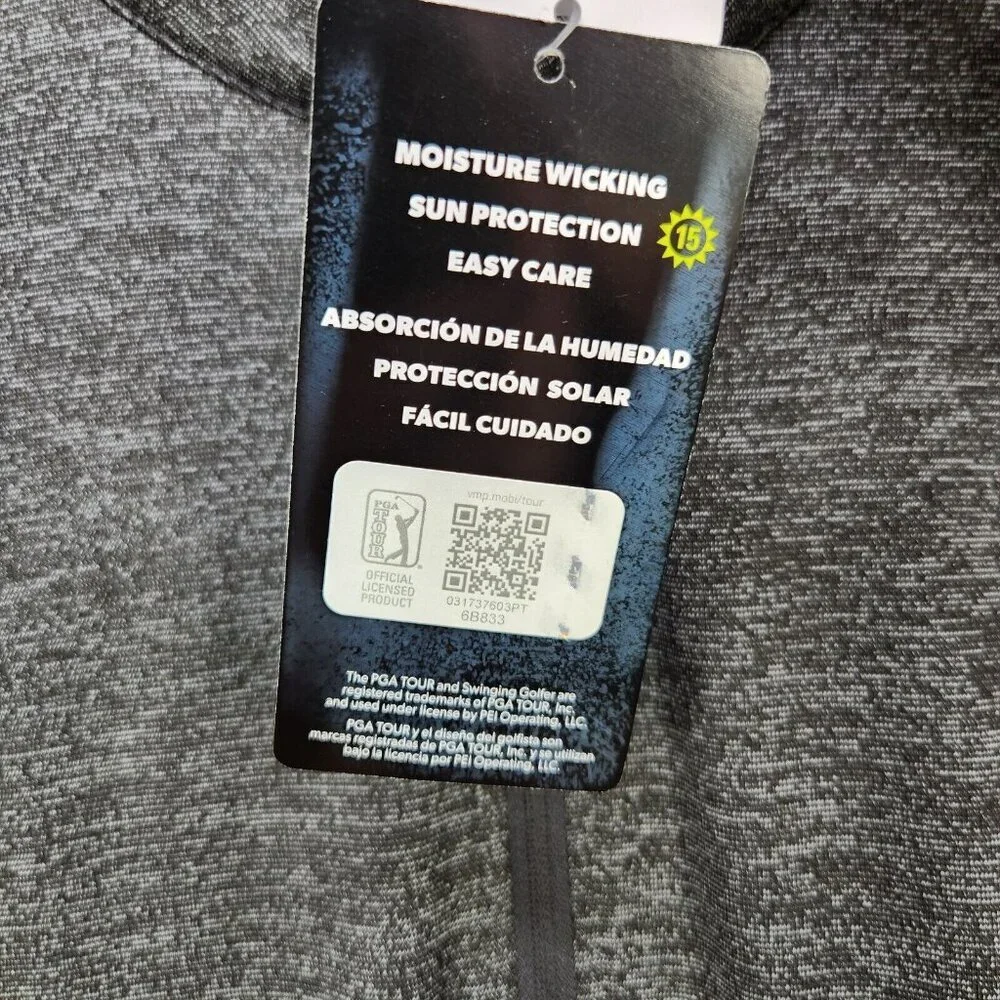 MOISTURE WICKING
SUN PROTECTION 15
EASY CARE
ABSORCIÓN DE LA HUMEDAD
PROTECCIÓN SOLAR
FÁCIL CUIDADO
vmp.mobi/tour
PGA
TOUR
OFFICIAL
LICENSED
PRODUCT
031737603PT
6B833
The PGA TOUR and Swinging Golfer are
registered trademarks of PGA TOUR, Inc.
and used under license by PEI Operating, LLC.
PGA TOUR y el diseño del golfista son
marcas registradas de PGA TOUR, Inc. y se utilizan
bajo la licencia por PEI Operating, LLC.